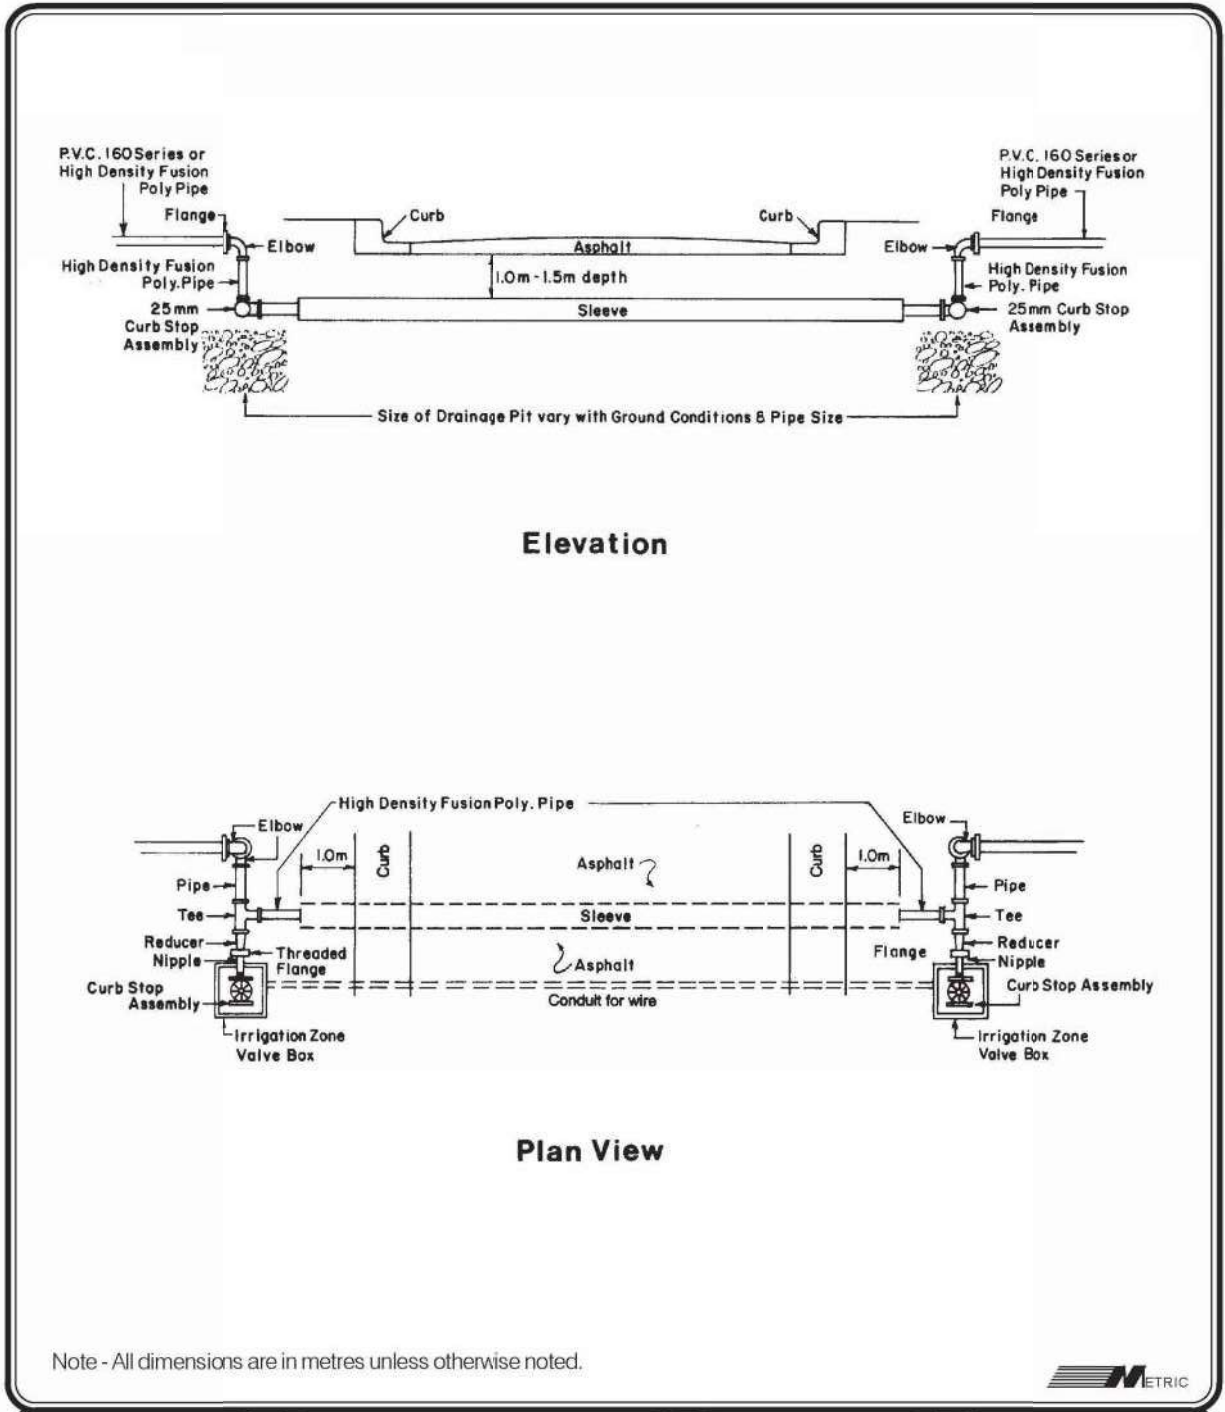 P.V.C. 160 Series or
High Density Fusion
Poly Pipe
Flange
Elbow
High Density Fusion
Poly. Pipe
25mm
Curb Stop
Assembly
Curb
Curb
Asphalt
1.0m - 1.5m depth
Sleeve
P.V.C. 160 Series or
High Density Fusion
Poly Pipe
Flange
Elbow
High Density Fusion
Poly. Pipe
25mm Curb Stop
Assembly
Size of Drainage Pit vary with Ground Conditions & Pipe Size
Elevation
High Density Fusion Poly. Pipe
Elbow
1.0m
Curb
Asphalt
Curb
1.0m
Elbow
Pipe
Tee
Sleeve
Pipe
Tee
Reducer
Nipple
Threaded
Flange
Asphalt
Flange
Reducer
Nipple
Curb Stop
Assembly
Conduit for wire
Curb Stop Assembly
Irrigation Zone
Valve Box
Irrigation Zone
Valve Box
Plan View
Note - All dimensions are in metres unless otherwise noted.
METRIC